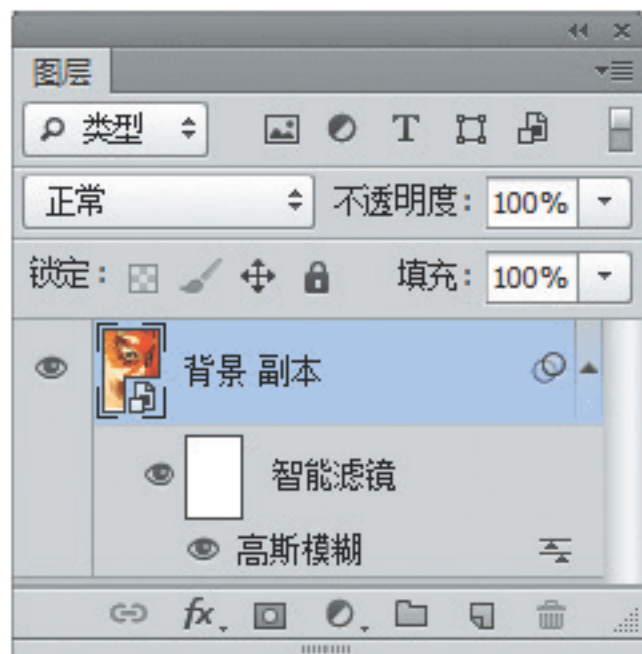 图层
类型
正常 不透明度: 100%
锁定: 填充: 100%
背景 副本
智能滤镜
高斯模糊
fx